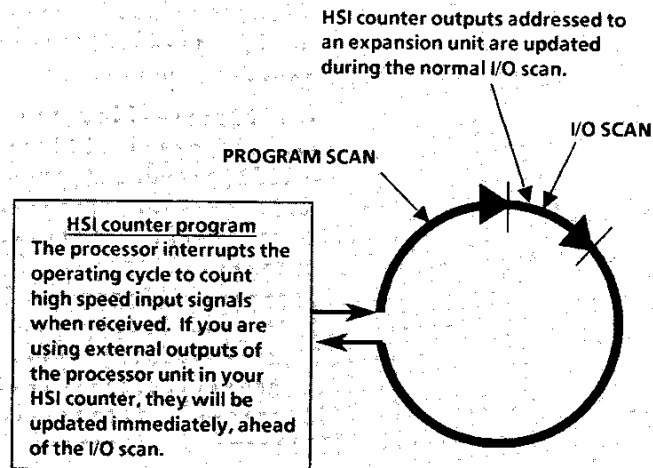 HSI counter outputs addressed to
an expansion unit are updated
during the normal I/O scan.
I/O SCAN
PROGRAM SCAN
HSI counter program
The processor interrupts the
operating cycle to count
high speed input signals
when received. If you are
using external outputs of
the processor unit in your
HSI counter, they will be
updated immediately, ahead
of the I/O scan.